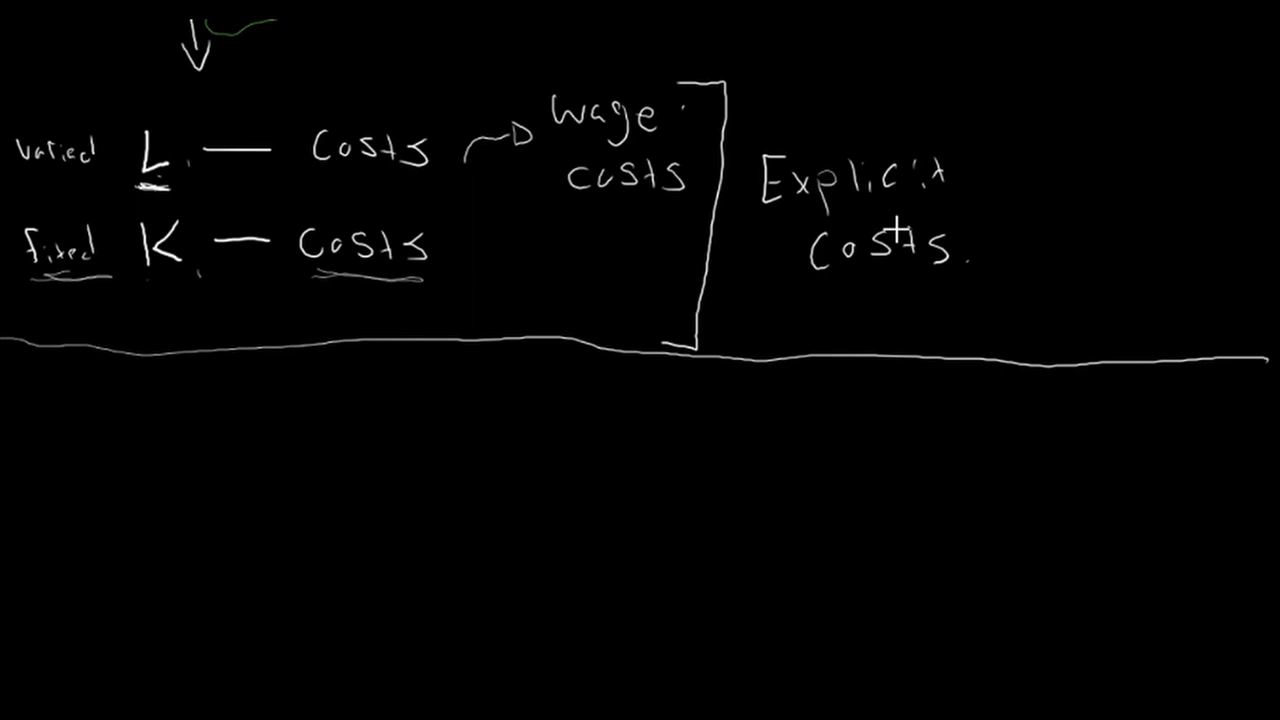 varied L — costs → wage costs
fixed K — costs
Explicit
costs.